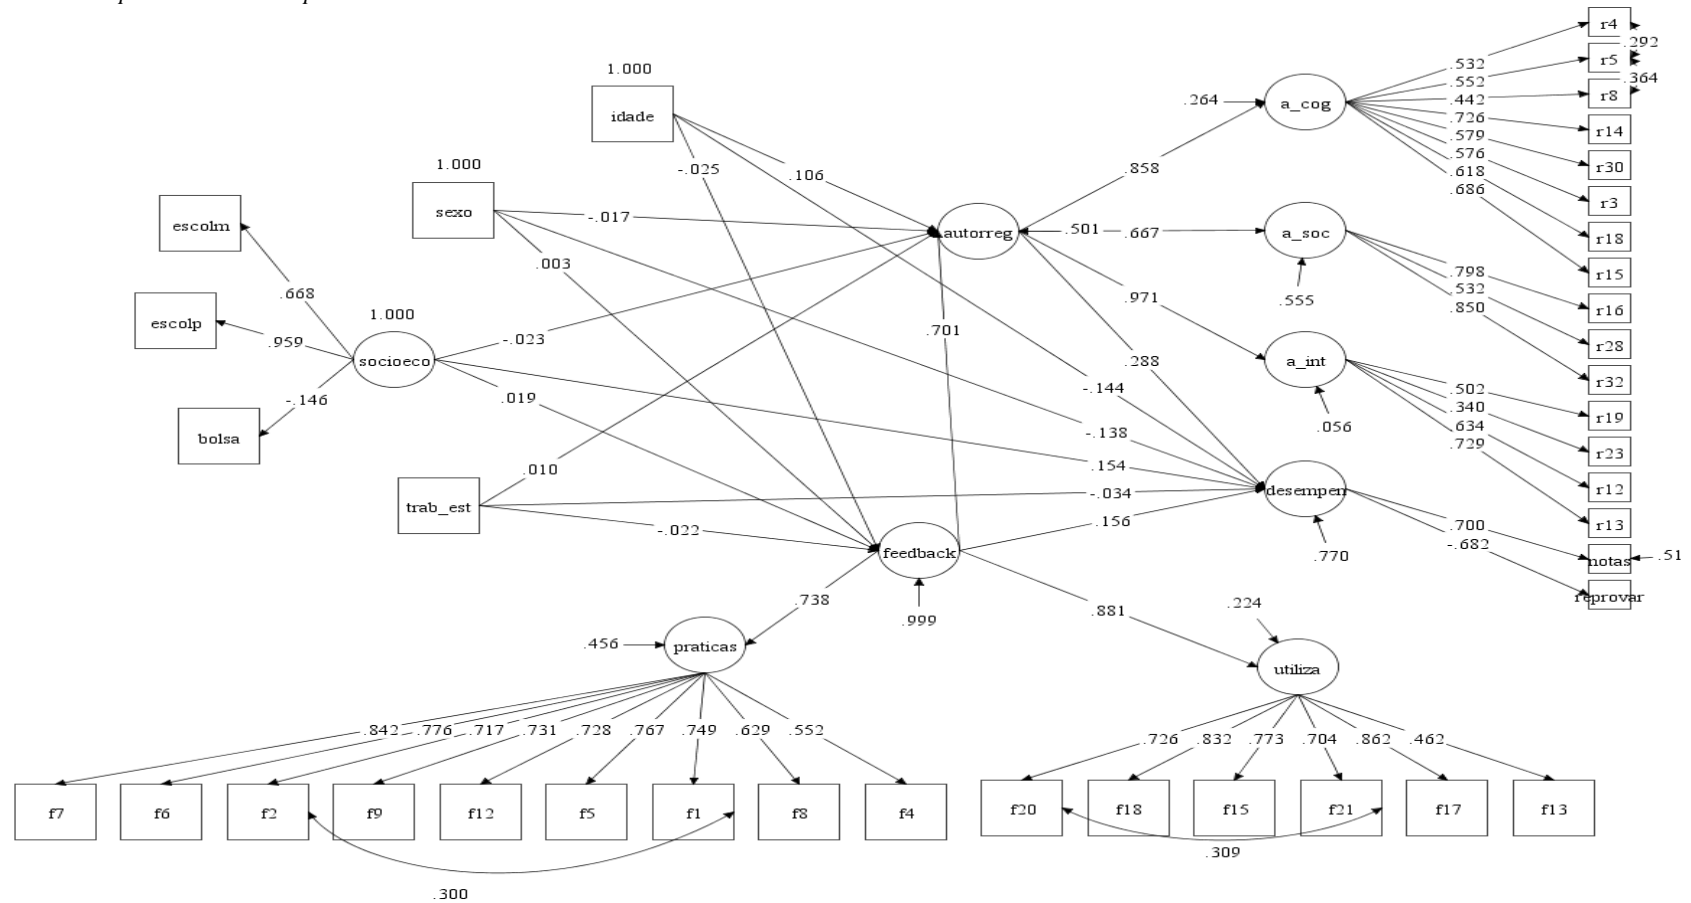 r4
.292
r5
.532
.364
1.000
.552
r8
.264
a_cog
.442
idade
.726
r14
.579
.576
r30
1.000
-.025
.106
.858
.618
.686
r3
sexo
-.017
escolm
autorreg
.501
.667
a_soc
r18
.003
.798
r15
.668
.971
.555
.532
.850
r16
1.000
escolp
.959
-.023
.701
r28
socioeco
.288
a_int
r32
-.146
.019
-.144
.502
.340
r19
bolsa
-.138
.056
.634
.729
r23
.010
.154
trab_est
-.034
desempen
r12
-.022
.156
.700
r13
-.682
feedback
.770
notas
.51
.738
.881
.224
reprovar
.999
.456
praticas
utiliza
.842
.776
.717
.731
.728
.767
.749
.629
.552
.726
.832
.773
.704
.862
.462
f7
f6
f2
f9
f12
f5
f1
f8
f4
f20
f18
f15
f21
f17
f13
.309
.300